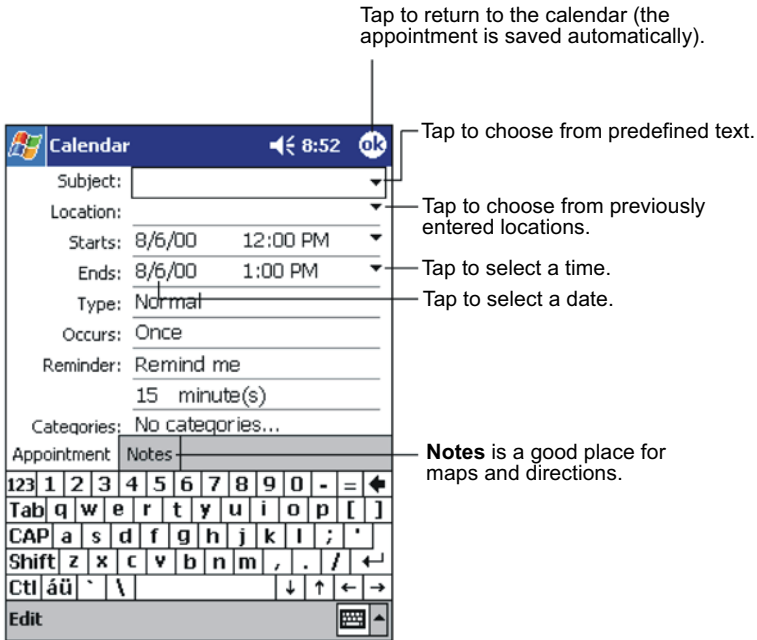 Tap to return to the calendar (the
appointment is saved automatically).
Calendar 8:52 ok
Tap to choose from predefined text.
Subject:
Location:
Tap to choose from previously
entered locations.
Starts: 8/6/00 12:00 PM
Ends: 8/6/00 1:00 PM
Tap to select a time.
Type: Normal
Tap to select a date.
Occurs: Once
Reminder: Remind me
15 minute(s)
Categories: No categories...
Appointment Notes
Notes is a good place for
maps and directions.
123 1 2 3 4 5 6 7 8 9 0 - = 🡄
Tab q w e r t y u i o p [ ]
CAP a s d f g h j k l ; '
Shift z x c v b n m , . / ↵
Ctl áü ` \ ↓ ↑ ← →
Edit